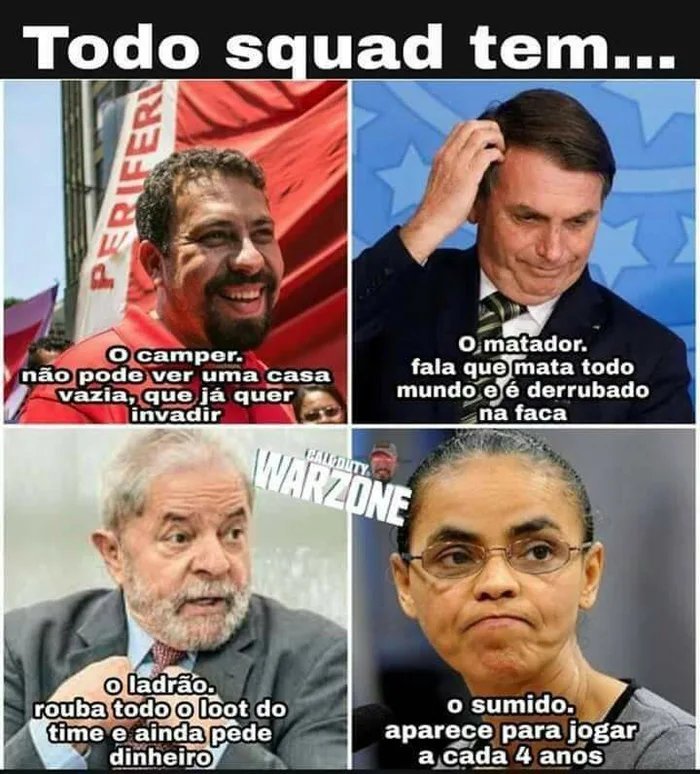 Todo squad tem...
PERIFERI
O camper.
não pode ver uma casa
vazia, que já quer
invadir
O matador.
fala que mata todo
mundo e é derrubado
na faca
CALL OF DUTY
WARZONE
o ladrão.
rouba todo o loot do
time e ainda pede
dinheiro
o sumido.
aparece para jogar
a cada 4 anos